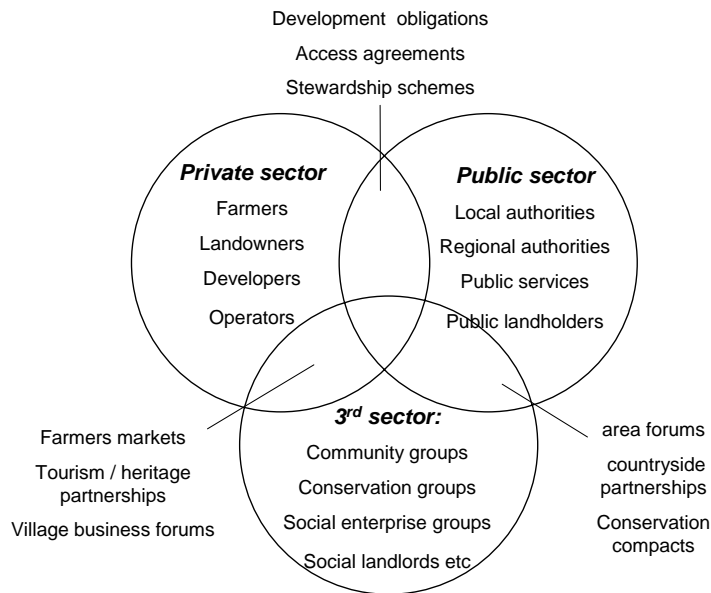 Development obligations
Access agreements
Stewardship schemes
Private sector
Farmers
Landowners
Developers
Operators
Public sector
Local authorities
Regional authorities
Public services
Public landholders
3rd sector:
Community groups
Conservation groups
Social enterprise groups
Social landlords etc
Farmers markets
Tourism / heritage
partnerships
Village business forums
area forums
countryside
partnerships
Conservation
compacts